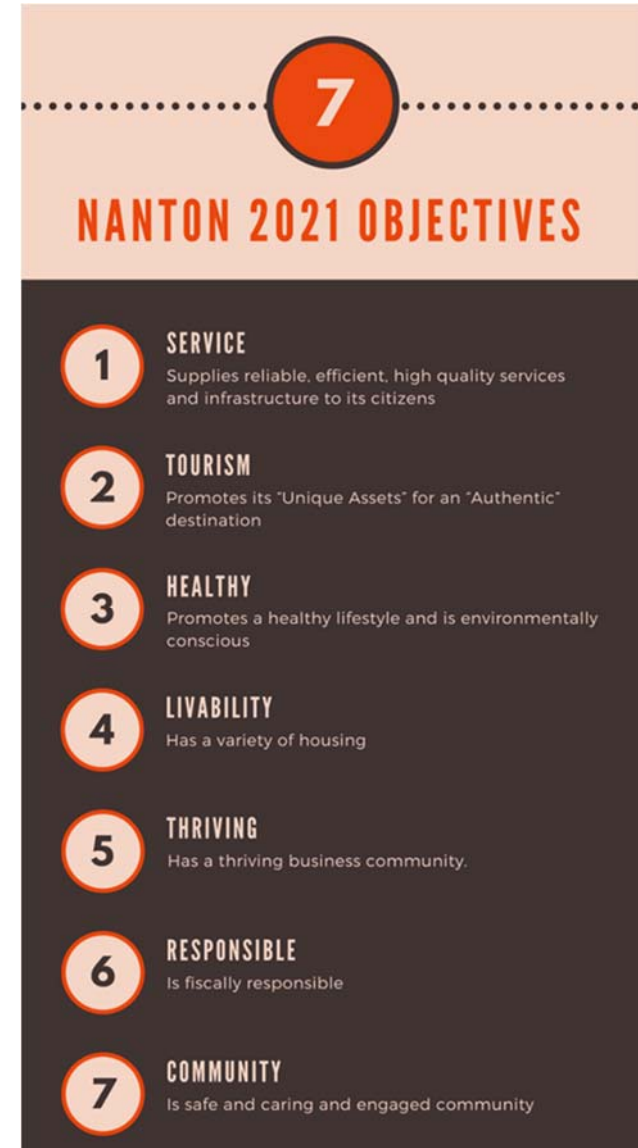 7
NANTON 2021 OBJECTIVES
1
SERVICE
Supplies reliable, efficient, high quality services
and infrastructure to its citizens
2
TOURISM
Promotes its "Unique Assets" for an "Authentic"
destination
3
HEALTHY
Promotes a healthy lifestyle and is environmentally
conscious
4
LIVABILITY
Has a variety of housing
5
THRIVING
Has a thriving business community.
6
RESPONSIBLE
Is fiscally responsible
7
COMMUNITY
Is safe and caring and engaged community